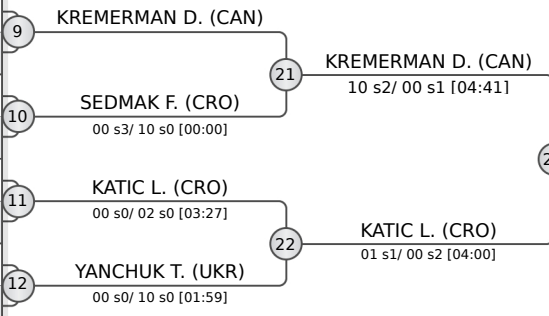 9
KREMERMAN D. (CAN)
21
KREMERMAN D. (CAN)
10 s2/ 00 s1 [04:41]
10
SEDMAK F. (CRO)
00 s3/ 10 s0 [00:00]
11
KATIC L. (CRO)
00 s0/ 02 s0 [03:27]
22
KATIC L. (CRO)
01 s1/ 00 s2 [04:00]
12
YANCHUK T. (UKR)
00 s0/ 10 s0 [01:59]